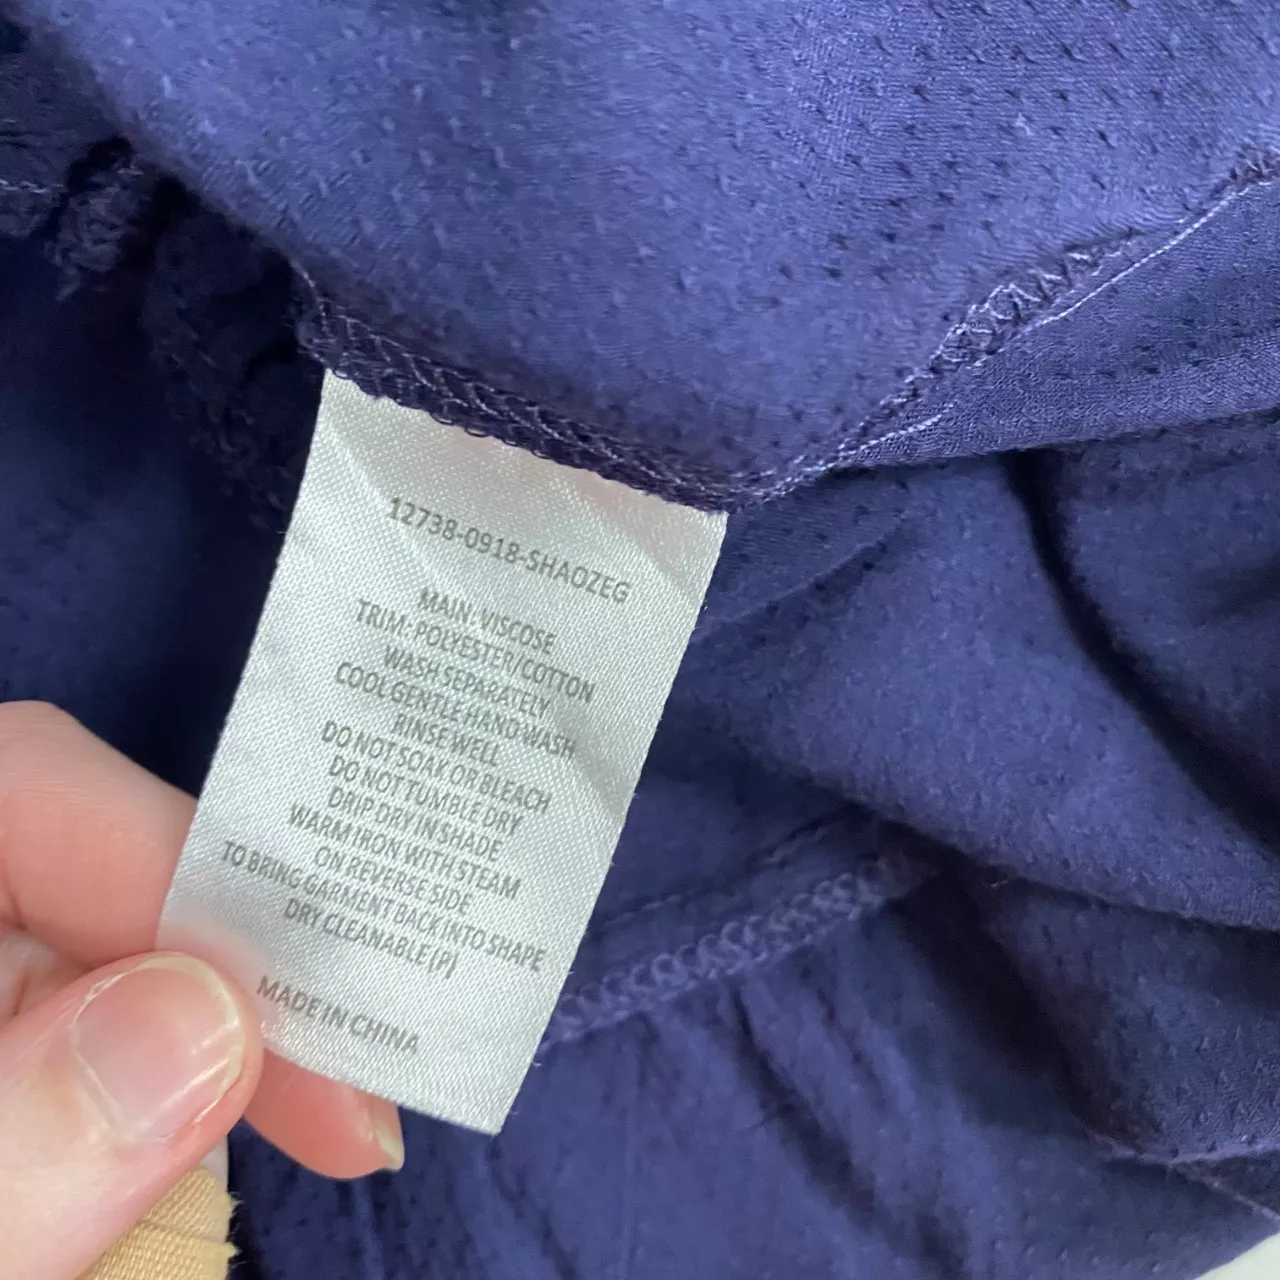 12738-0918-SHAOZEG
MAIN: VISCOSE
TRIM: POLYESTER/COTTON
WASH SEPARATELY
COOL GENTLE HAND WASH
RINSE WELL
DO NOT SOAK OR BLEACH
DO NOT TUMBLE DRY
DRIP DRY IN SHADE
WARM IRON WITH STEAM
ON REVERSE SIDE
TO BRING GARMENT BACK INTO SHAPE
DRY CLEANABLE (P)
MADE IN CHINA